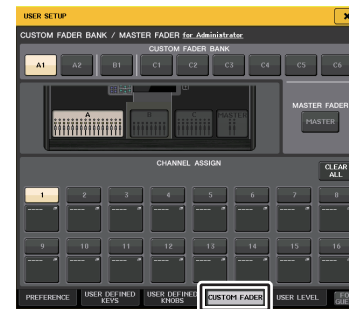 USER SETUP
CUSTOM FADER BANK / MASTER FADER for Administrator
CUSTOM FADER BANK
A1 A2 B1 C1 C2 C3 C4 C5 C6
A B C MASTER
MASTER FADER
MASTER
CHANNEL ASSIGN
CLEAR ALL
1 2 3 4 5 6 7 8
---- ---- ---- ---- ---- ---- ---- ----
9 10 11 12 13 14 15 16
---- ---- ---- ---- ---- ---- ---- ----
PREFERENCE USER DEFINED KEYS USER DEFINED KNOBS CUSTOM FADER USER LEVEL